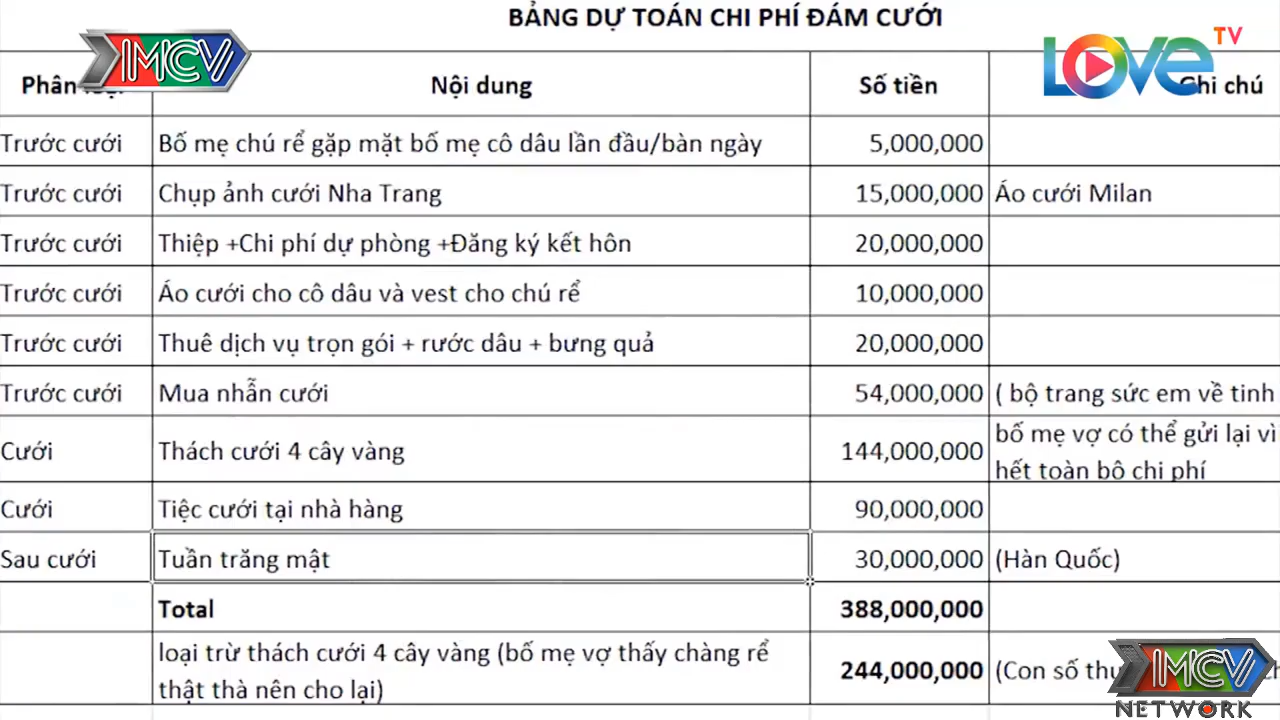 BẢNG DỰ TOÁN CHI PHÍ ĐÁM CƯỚI
MCV
LOVE TV
Phân Nội dung Số tiền Ghi chú
Trước cưới Bố mẹ chú rể gặp mặt bố mẹ cô dâu lần đầu/bàn ngày 5,000,000
Trước cưới Chụp ảnh cưới Nha Trang 15,000,000 Áo cưới Milan
Trước cưới Thiệp +Chi phí dự phòng +Đăng ký kết hôn 20,000,000
Trước cưới Áo cưới cho cô dâu và vest cho chú rể 10,000,000
Trước cưới Thuê dịch vụ trọn gói + rước dâu + bưng quả 20,000,000
Trước cưới Mua nhẫn cưới 54,000,000 ( bộ trang sức em về tinh
Cưới Thách cưới 4 cây vàng 144,000,000 bố mẹ vợ có thể gửi lại vì
hết toàn bộ chi phí
Cưới Tiệc cưới tại nhà hàng 90,000,000
Sau cưới Tuần trăng mật 30,000,000 (Hàn Quốc)
Total 388,000,000
loại trừ thách cưới 4 cây vàng (bố mẹ vợ thấy chàng rể
thật thà nên cho lại) 244,000,000 (Con số
MCV
NETWORK